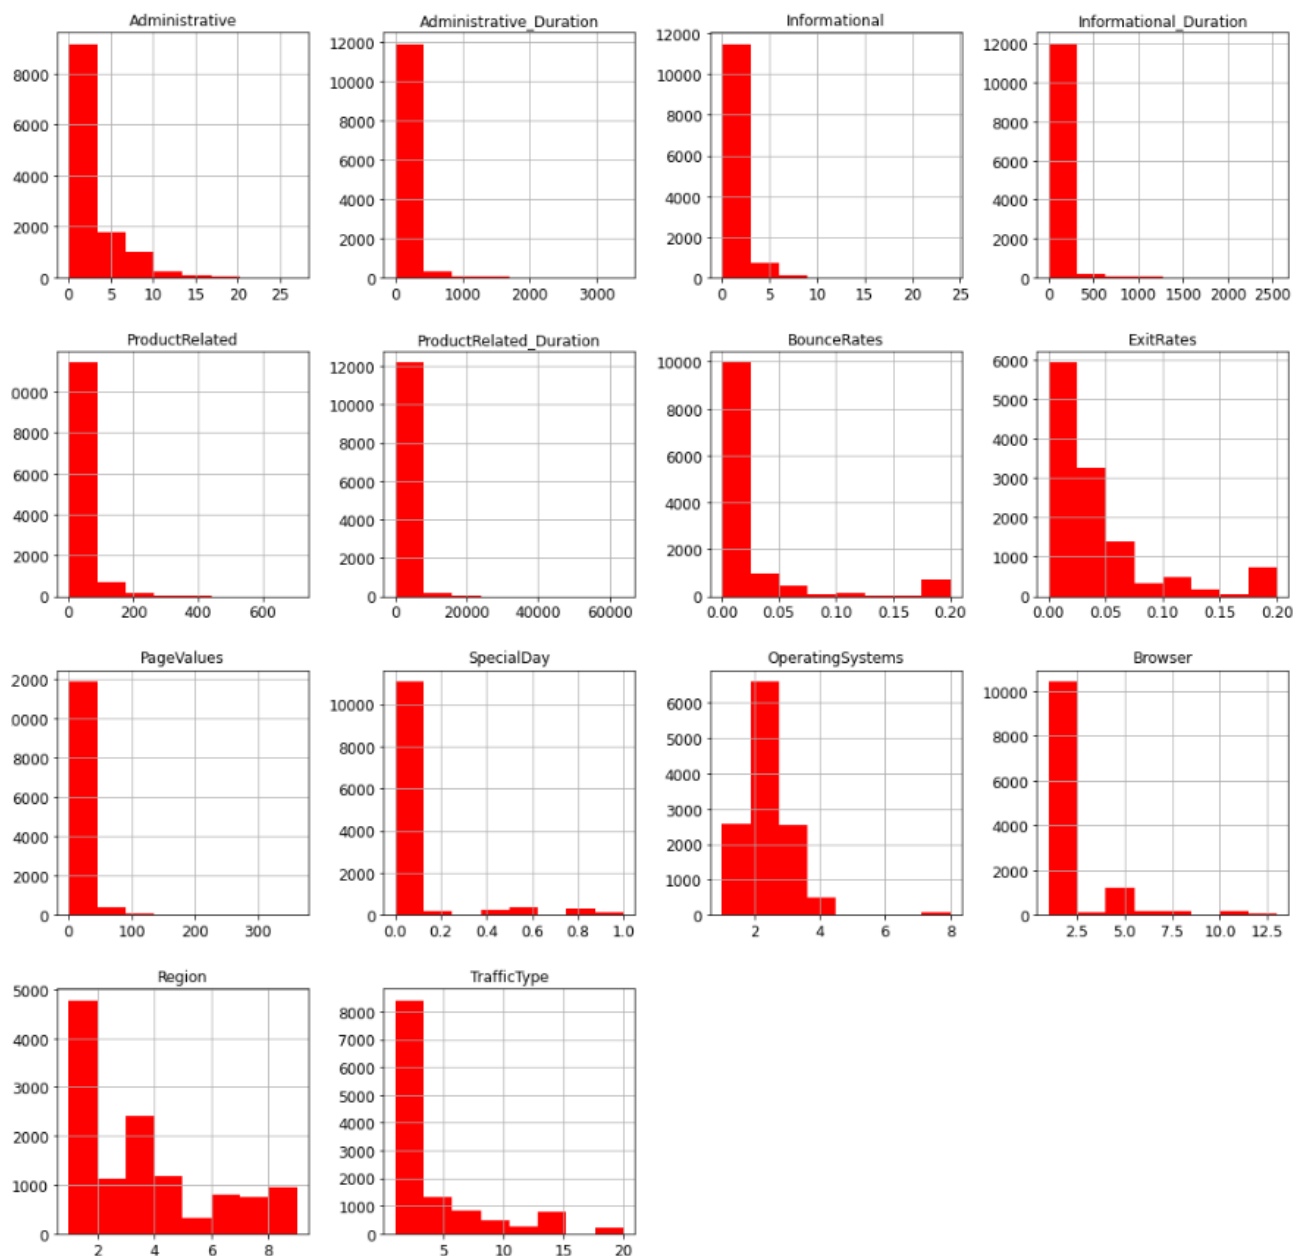 Administrative Administrative_Duration Informational Informational_Duration
8000 12000 12000 12000
6000 10000 10000 10000
4000 8000 8000 8000
2000 6000 6000 6000
0 4000 4000 4000
2000 2000 2000
0 0 0
0 5 10 15 20 25 0 1000 2000 3000 0 5 10 15 20 25 0 500 1000 1500 2000 2500
ProductRelated ProductRelated_Duration BounceRates ExitRates
0000 12000 10000 6000
8000 10000 8000 5000
6000 8000 6000 4000
4000 6000 4000 3000
2000 4000 2000 2000
0 2000 0 1000
0 0
0 200 400 600 0 20000 40000 60000 0.00 0.05 0.10 0.15 0.20 0.00 0.05 0.10 0.15 0.20
PageValues SpecialDay OperatingSystems Browser
2000 10000 6000 10000
0000 8000 5000 8000
8000 6000 4000 6000
6000 4000 3000 4000
4000 2000 2000 2000
2000 0 1000 0
0 0
0 100 200 300 0.0 0.2 0.4 0.6 0.8 1.0 2 4 6 8 2.5 5.0 7.5 10.0 12.5
Region TrafficType
5000 8000
4000 7000
3000 6000
2000 5000
1000 4000
0 3000
2000
1000
0
2 4 6 8 5 10 15 20